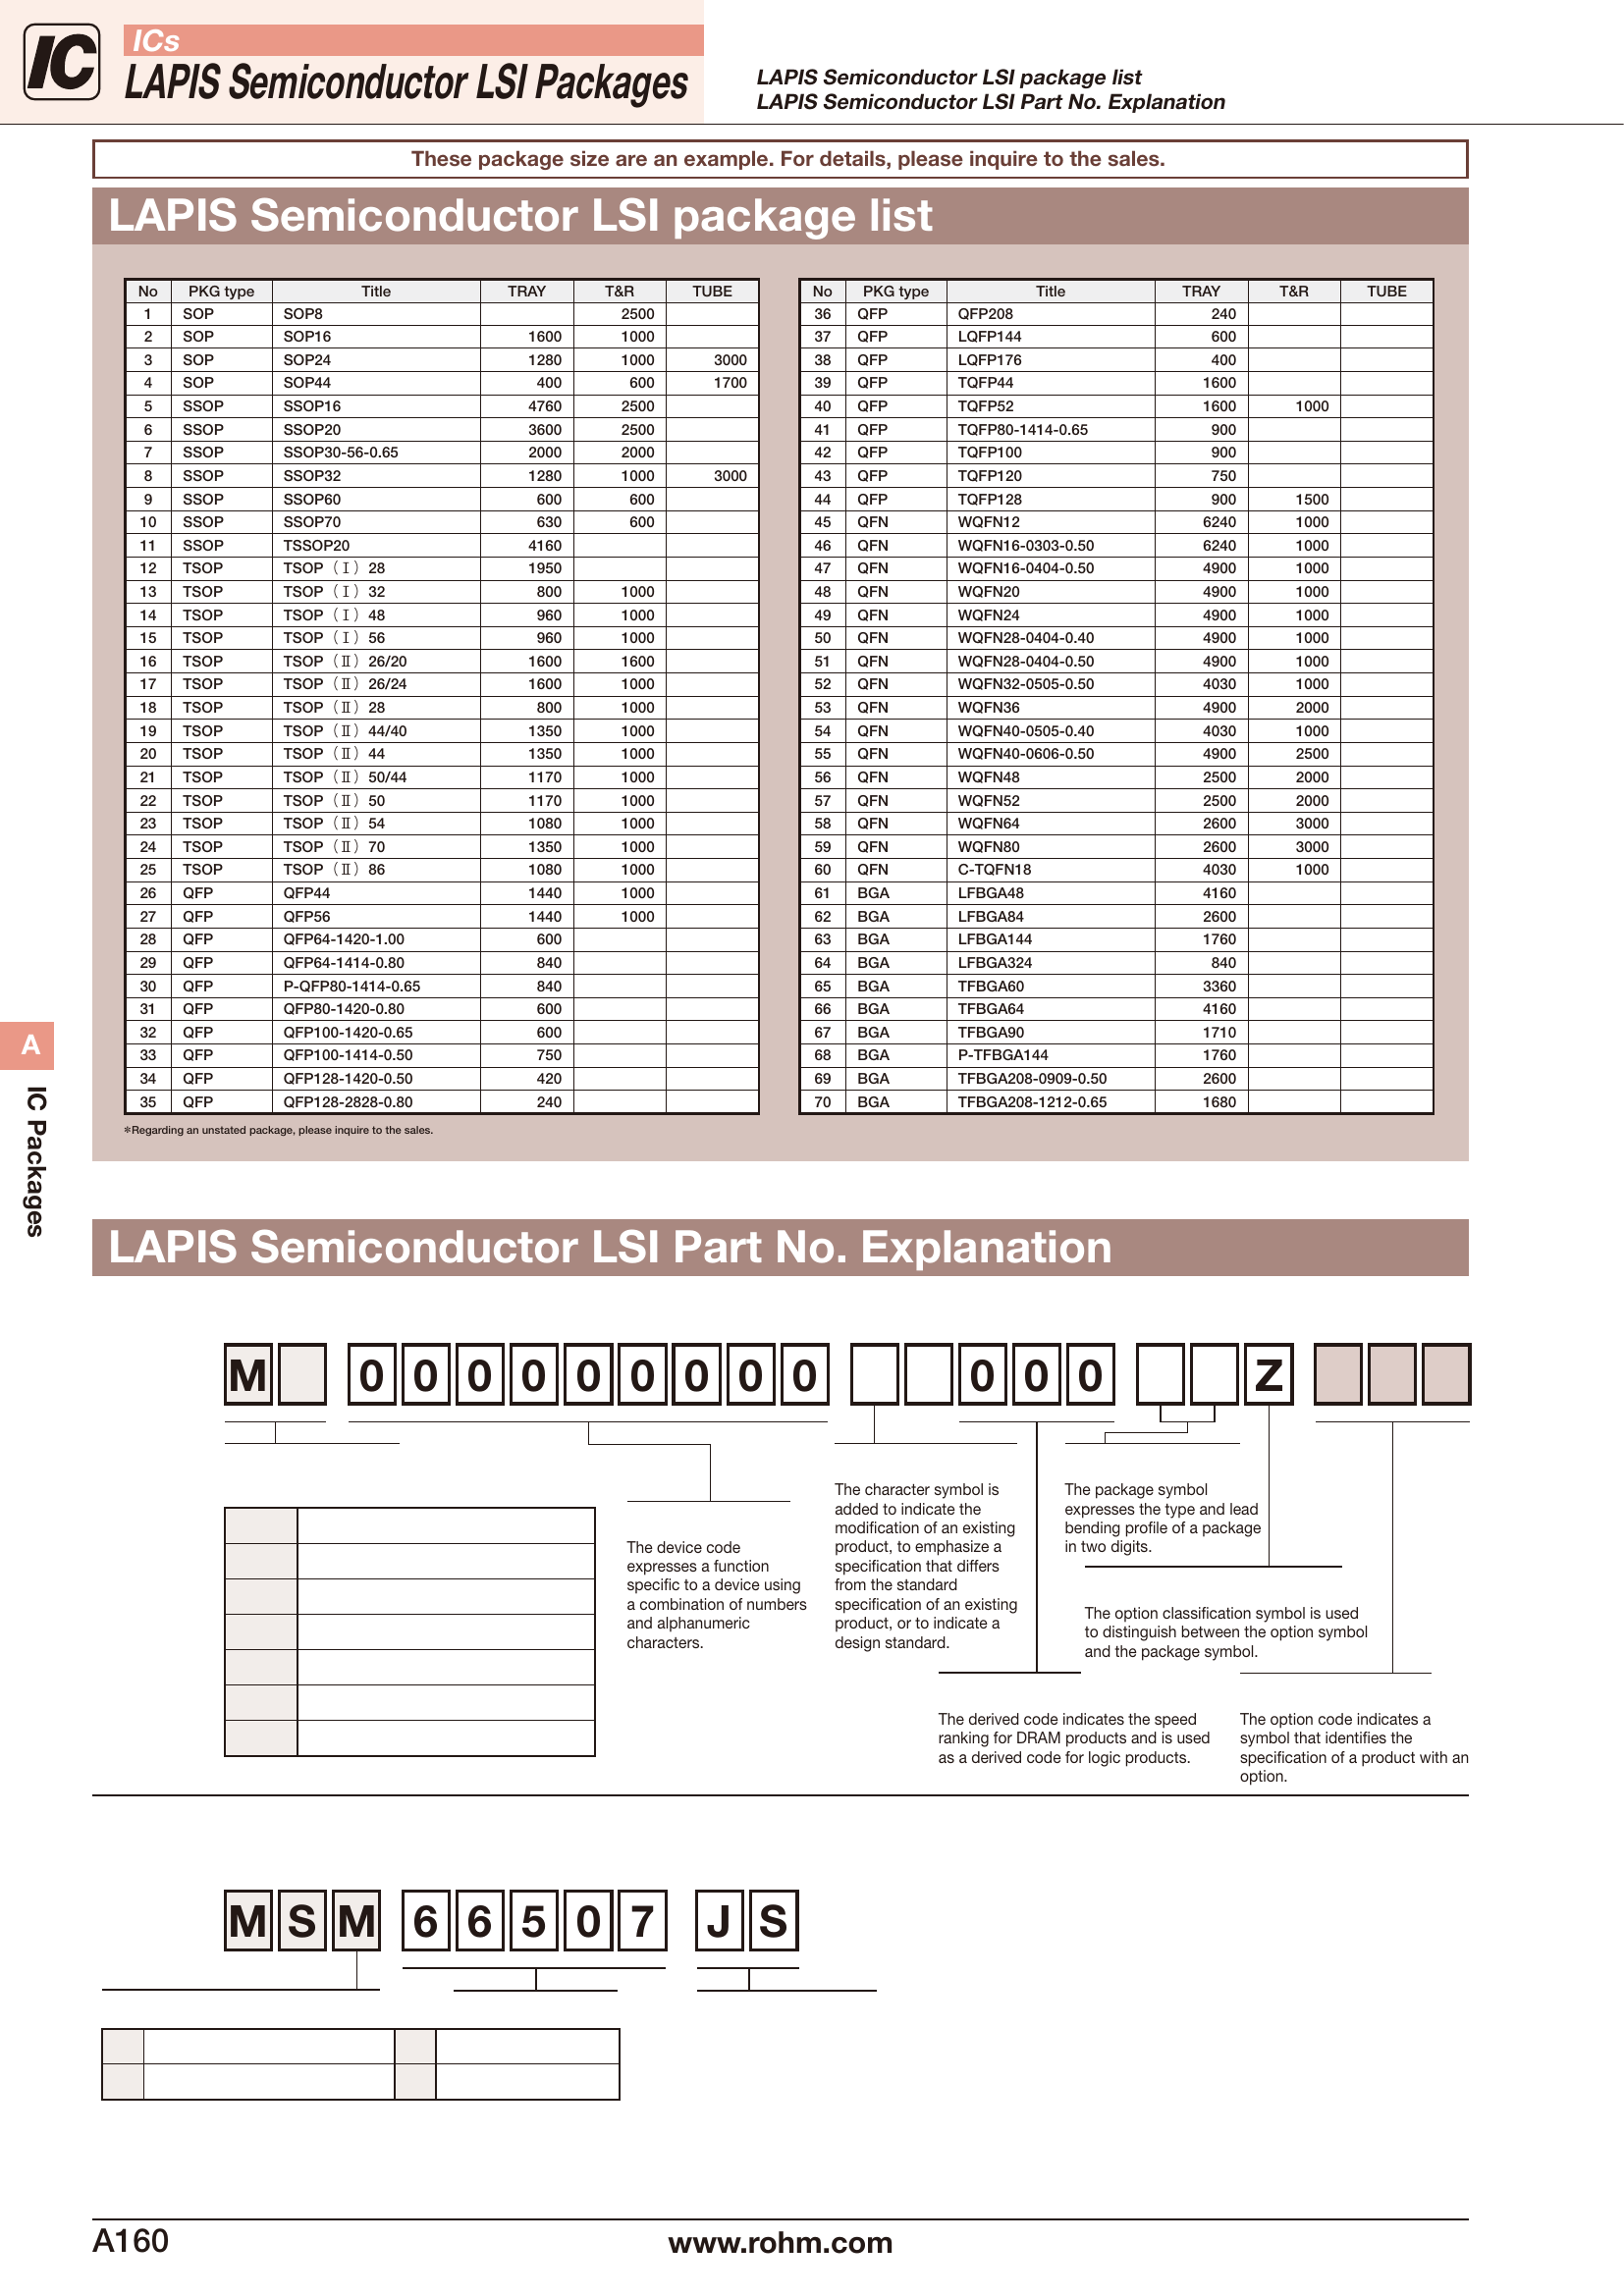 IC
ICs
LAPIS Semiconductor LSI Packages
LAPIS Semiconductor LSI package list
LAPIS Semiconductor LSI Part No. Explanation
These package size are an example. For details, please inquire to the sales.
LAPIS Semiconductor LSI package list
No PKG type Title TRAY T&R TUBE
1 SOP SOP8 2500
2 SOP SOP16 1600 1000
3 SOP SOP24 1280 1000 3000
4 SOP SOP44 400 600 1700
5 SSOP SSOP16 4760 2500
6 SSOP SSOP20 3600 2500
7 SSOP SSOP30-56-0.65 2000 2000
8 SSOP SSOP32 1280 1000 3000
9 SSOP SSOP60 600 600
10 SSOP SSOP70 630 600
11 SSOP TSSOP20 4160
12 TSOP TSOP（Ⅰ）28 1950
13 TSOP TSOP（Ⅰ）32 800 1000
14 TSOP TSOP（Ⅰ）48 960 1000
15 TSOP TSOP（Ⅰ）56 960 1000
16 TSOP TSOP（Ⅱ）26/20 1600 1600
17 TSOP TSOP（Ⅱ）26/24 1600 1000
18 TSOP TSOP（Ⅱ）28 800 1000
19 TSOP TSOP（Ⅱ）44/40 1350 1000
20 TSOP TSOP（Ⅱ）44 1350 1000
21 TSOP TSOP（Ⅱ）50/44 1170 1000
22 TSOP TSOP（Ⅱ）50 1170 1000
23 TSOP TSOP（Ⅱ）54 1080 1000
24 TSOP TSOP（Ⅱ）70 1350 1000
25 TSOP TSOP（Ⅱ）86 1080 1000
26 QFP QFP44 1440 1000
27 QFP QFP56 1440 1000
28 QFP QFP64-1420-1.00 600
29 QFP QFP64-1414-0.80 840
30 QFP P-QFP80-1414-0.65 840
31 QFP QFP80-1420-0.80 600
32 QFP QFP100-1420-0.65 600
33 QFP QFP100-1414-0.50 750
34 QFP QFP128-1420-0.50 420
35 QFP QFP128-2828-0.80 240
No PKG type Title TRAY T&R TUBE
36 QFP QFP208 240
37 QFP LQFP144 600
38 QFP LQFP176 400
39 QFP TQFP44 1600
40 QFP TQFP52 1600 1000
41 QFP TQFP80-1414-0.65 900
42 QFP TQFP100 900
43 QFP TQFP120 750
44 QFP TQFP128 900 1500
45 QFN WQFN12 6240 1000
46 QFN WQFN16-0303-0.50 6240 1000
47 QFN WQFN16-0404-0.50 4900 1000
48 QFN WQFN20 4900 1000
49 QFN WQFN24 4900 1000
50 QFN WQFN28-0404-0.40 4900 1000
51 QFN WQFN28-0404-0.50 4900 1000
52 QFN WQFN32-0505-0.50 4030 1000
53 QFN WQFN36 4900 2000
54 QFN WQFN40-0505-0.40 4030 1000
55 QFN WQFN40-0606-0.50 4900 2500
56 QFN WQFN48 2500 2000
57 QFN WQFN52 2500 2000
58 QFN WQFN64 2600 3000
59 QFN WQFN80 2600 3000
60 QFN C-TQFN18 4030 1000
61 BGA LFBGA48 4160
62 BGA LFBGA84 2600
63 BGA LFBGA144 1760
64 BGA LFBGA324 840
65 BGA TFBGA60 3360
66 BGA TFBGA64 4160
67 BGA TFBGA90 1710
68 BGA P-TFBGA144 1760
69 BGA TFBGA208-0909-0.50 2600
70 BGA TFBGA208-1212-0.65 1680
*Regarding an unstated package, please inquire to the sales.
A
IC Packages
LAPIS Semiconductor LSI Part No. Explanation
M 0 0 0 0 0 0 0 0 0 0 0 0 Z
The device code
expresses a function
specific to a device using
a combination of numbers
and alphanumeric
characters.
The character symbol is
added to indicate the
modification of an existing
product, to emphasize a
specification that differs
from the standard
specification of an existing
product, or to indicate a
design standard.
The package symbol
expresses the type and lead
bending profile of a package
in two digits.
The option classification symbol is used
to distinguish between the option symbol
and the package symbol.
The derived code indicates the speed
ranking for DRAM products and is used
as a derived code for logic products.
The option code indicates a
symbol that identifies the
specification of a product with an
option.
M S M 6 6 5 0 7 J S
A160
www.rohm.com